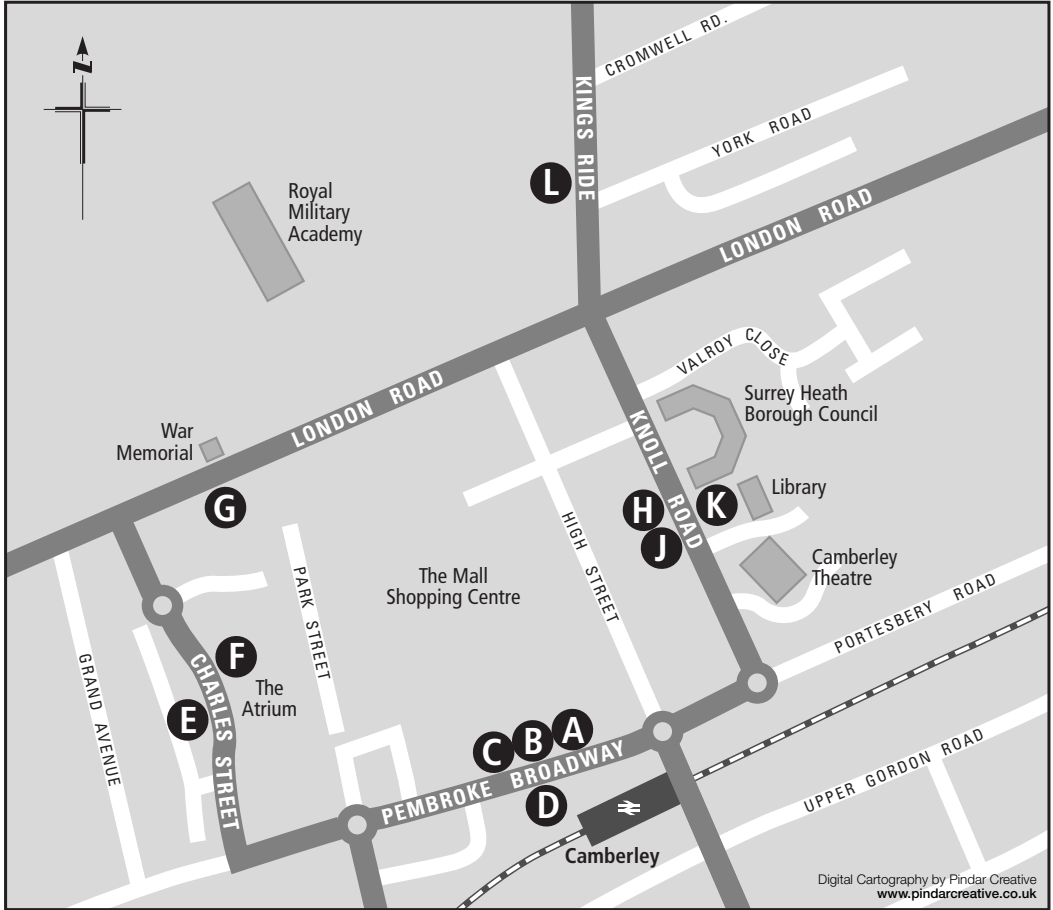 N
CROMWELL RD.
KINGS RIDE
YORK ROAD
L
Royal
Military
Academy
LONDON ROAD
VALROY CLOSE
LONDON ROAD
Surrey Heath
Borough Council
War
Memorial
KNOLL ROAD
Library
G
H
K
J
HIGH STREET
Camberley
Theatre
The Mall
Shopping Centre
PARK STREET
PORTESBERY ROAD
GRAND AVENUE
CHARLES STREET
F
The
Atrium
E
C
B
A
PEMBROKE BROADWAY
D
UPPER GORDON ROAD
Camberley
Digital Cartography by Pindar Creative
www.pindarcreative.co.uk